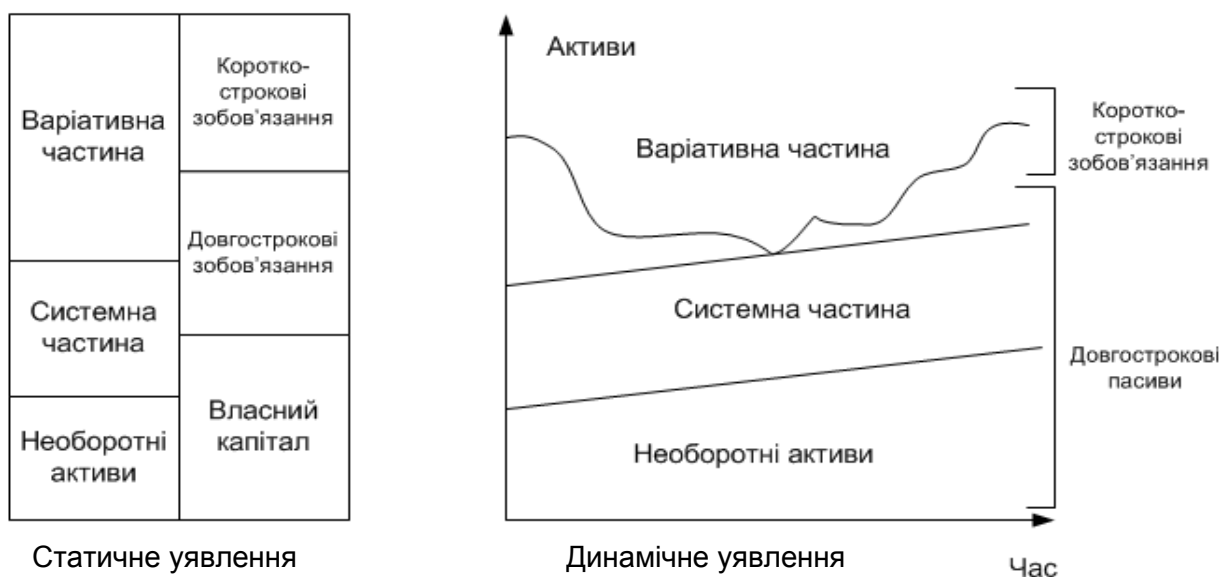 Варіативна
частина
Системна
частина
Необоротні
активи
Коротко-
строкові
зобов’язання
Довгострокові
зобов’язання
Власний
капітал
Статичне уявлення
Активи
Варіативна частина
Системна частина
Необоротні активи
Коротко-
строкові
зобов’язання
Довгострокові
пасиви
Динамічне уявлення
Час